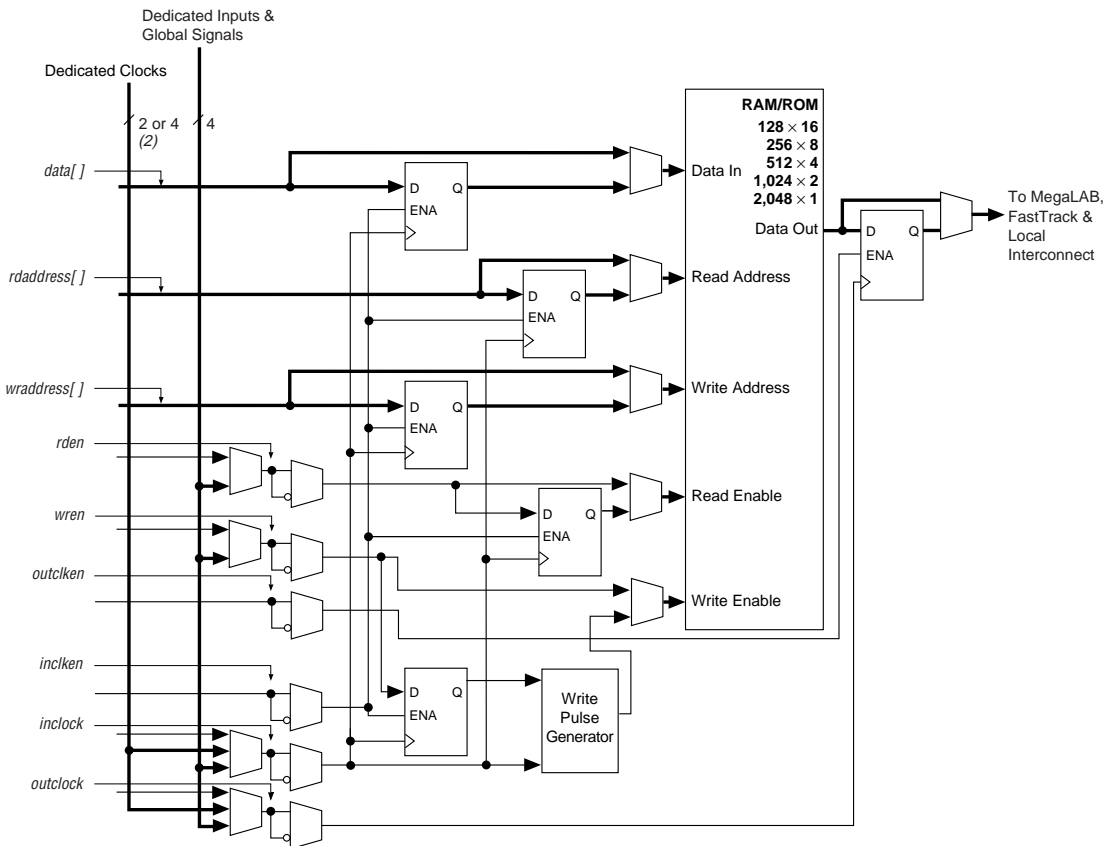 Dedicated Inputs &
Global Signals
Dedicated Clocks
2 or 4
(2)
4
RAM/ROM
128 × 16
256 × 8
512 × 4
1,024 × 2
2,048 × 1
data[ ]
D Q
ENA
Data In
Data Out
D Q
ENA
To MegaLAB,
FastTrack &
Local
Interconnect
rdaddress[ ]
D Q
ENA
Read Address
wraddress[ ]
D Q
ENA
Write Address
rden
D Q
ENA
Read Enable
wren
outclken
Write Enable
inclken
D Q
ENA
Write
Pulse
Generator
inclock
outclock